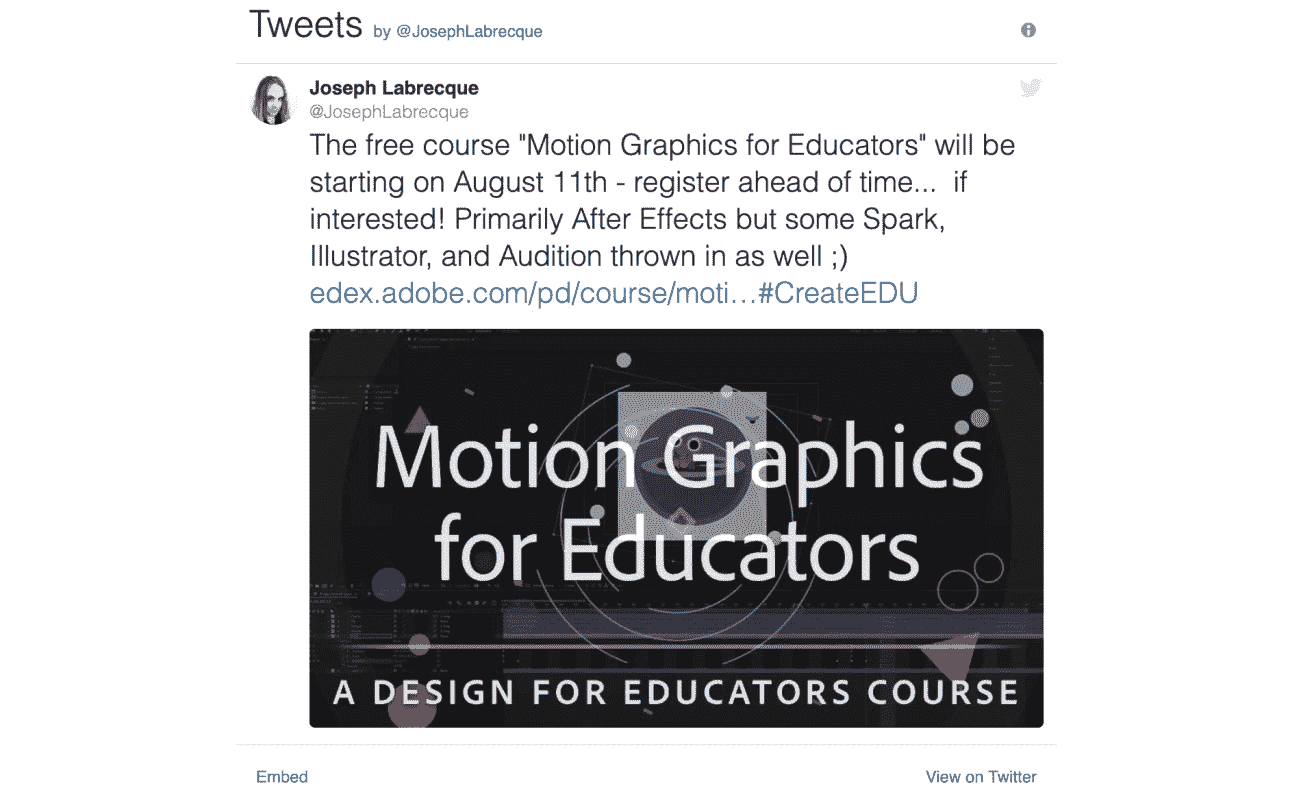 Tweets by @JosephLabrecque
Joseph Labrecque
@JosephLabrecque
The free course "Motion Graphics for Educators" will be
starting on August 11th - register ahead of time...  if
interested! Primarily After Effects but some Spark,
Illustrator, and Audition thrown in as well ;)
edex.adobe.com/pd/course/moti…#CreateEDU
Motion Graphics
for Educators
A DESIGN FOR EDUCATORS COURSE
Embed
View on Twitter